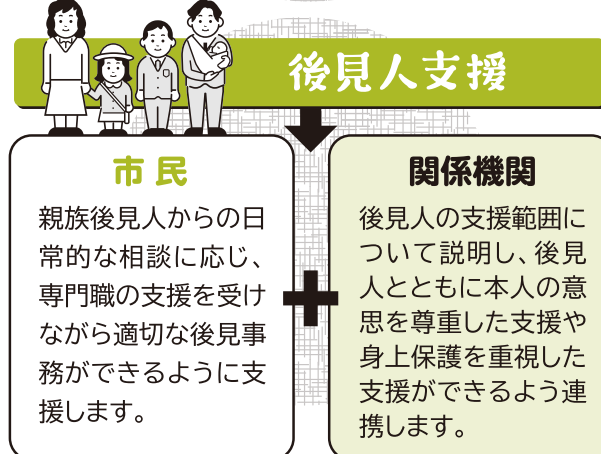 後見人支援
市民
親族後見人からの日
常的な相談に応じ、
専門職の支援を受け
ながら適切な後見事
務ができるように支
援します。
関係機関
後見人の支援範囲に
ついて説明し、後見
人とともに本人の意
思を尊重した支援や
身上保護を重視した
支援ができるよう連
携します。